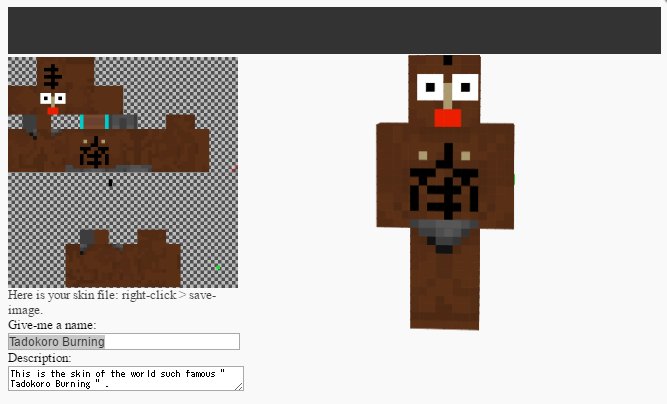 Here is your skin file: right-click > save-
image.
Give-me a name:
Tadokoro Burning
Description:
This is the skin of the world such famous "
Tadokoro Burning " .